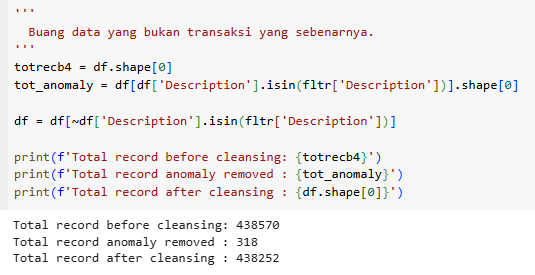 '''
  Buang data yang bukan transaksi yang sebenarnya.
'''
totrecb4 = df.shape[0]
tot_anomaly = df[df['Description'].isin(fltr['Description'])].shape[0]

df = df[~df['Description'].isin(fltr['Description'])]

print(f'Total record before cleansing: {totrecb4}')
print(f'Total record anomaly removed : {tot_anomaly}')
print(f'Total record after cleansing : {df.shape[0]}')
Total record before cleansing: 438570
Total record anomaly removed : 318
Total record after cleansing : 438252